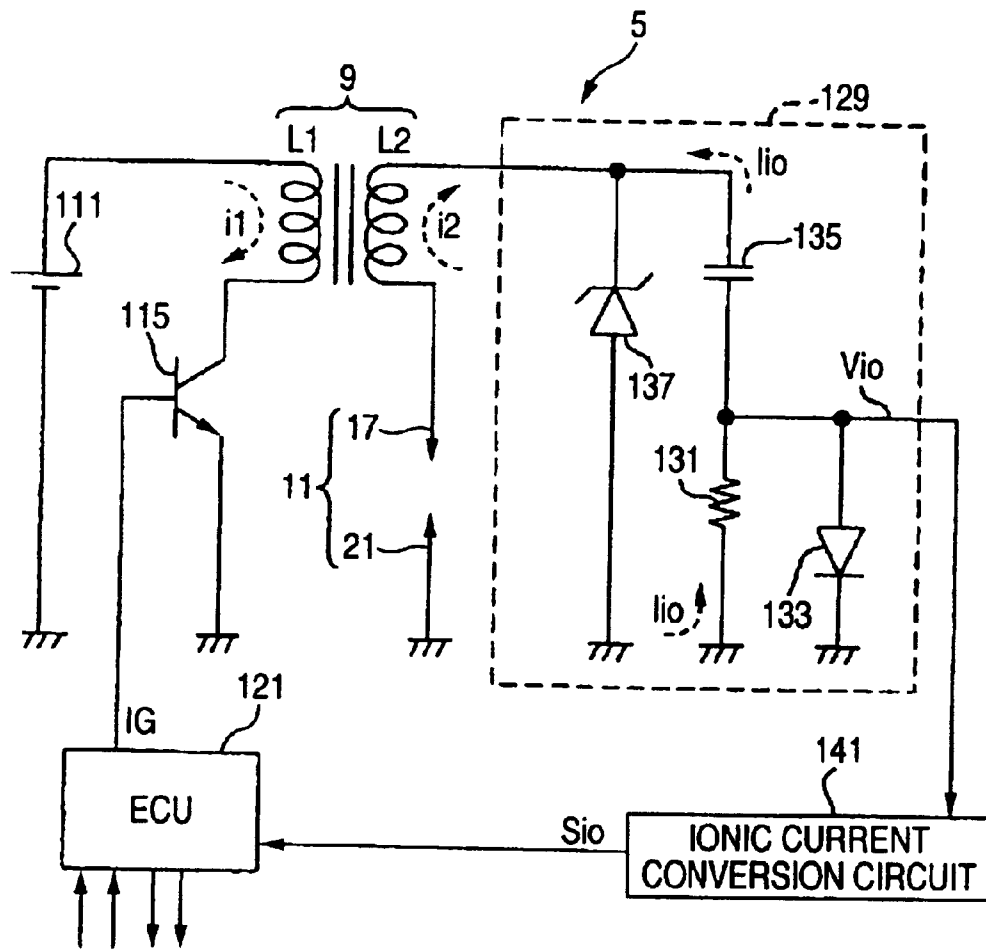 5
9
129
L1 L2
Iio
111
i1
i2
135
115
137
Vio
17
131
11
21
Iio
133
121
IG
141
ECU
Sio
IONIC CURRENT
CONVERSION CIRCUIT